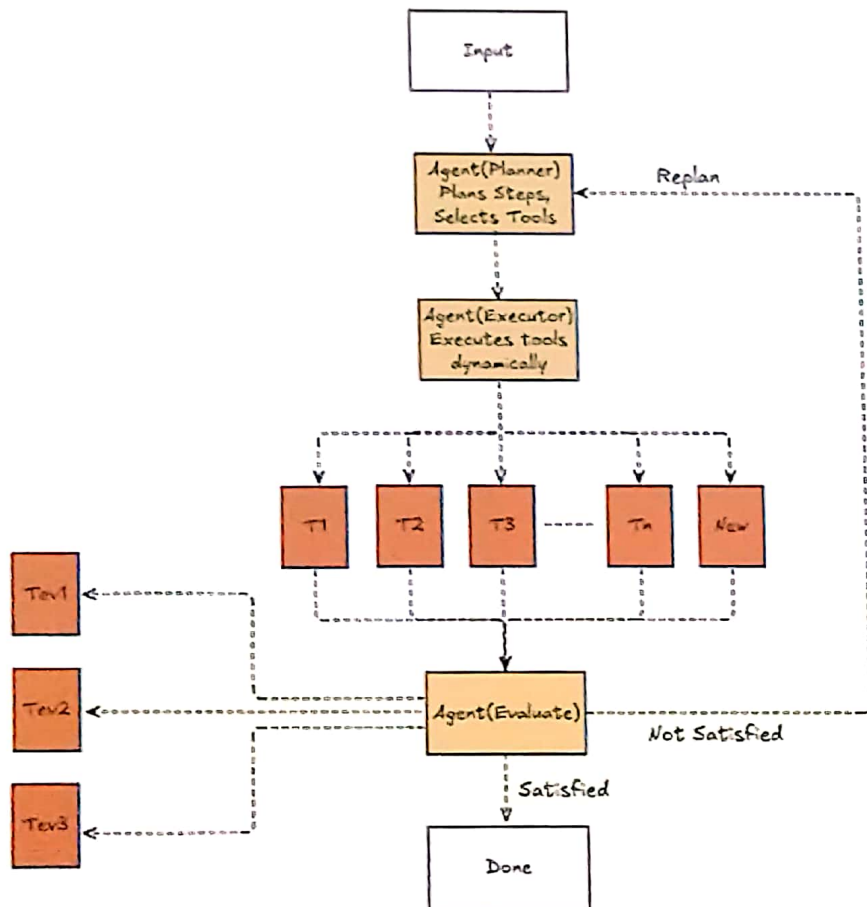 Input
Agent(Planner)
Plans Steps,
Selects Tools
Replan
Agent(Executor)
Executes tools
dynamically
T1
T2
T3
Tn
New
Tev1
Tev2
Tev3
Agent(Evaluate)
Not Satisfied
Satisfied
Done